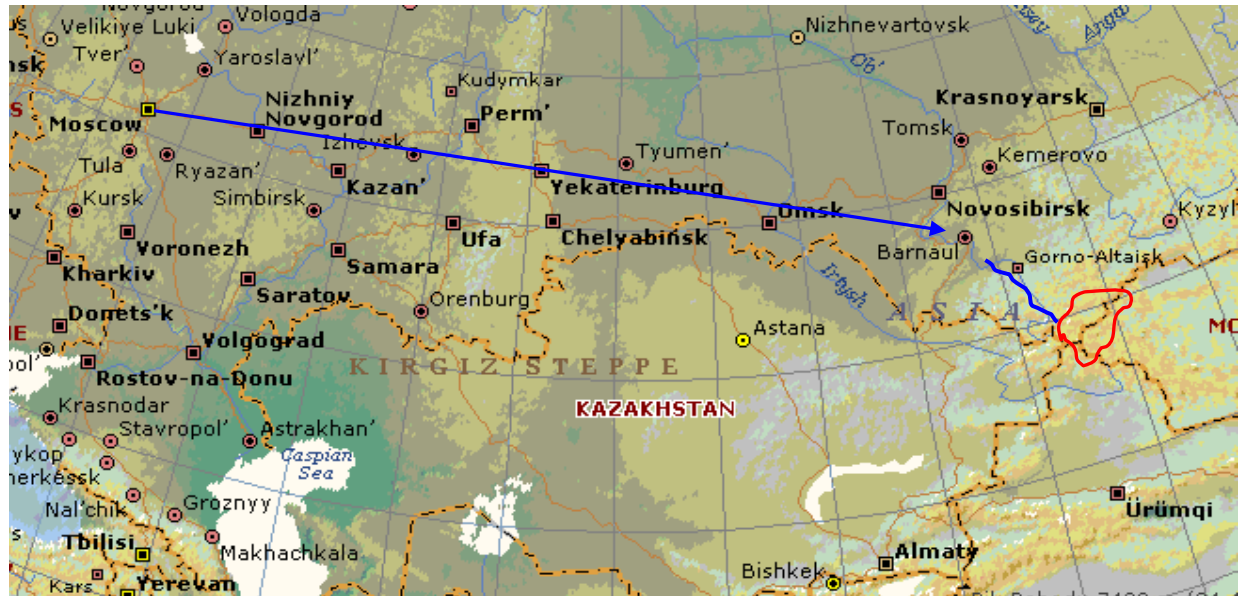 Novgorod
Vologda
Velikiye Luki
Nizhnevartovsk
Ob'
Angar
Tver'
Yaroslavl'
Kudymkar
Nizhniy
Novgorod
Perm'
Krasnoyarsk
Moscow
Izhevsk
Tomsk
Tula
Ryazan'
Kazan'
Tyumen'
Kemerovo
Yekaterinburg
Kursk
Simbirsk
Novosibirsk
Kyzyl
Omsk
Voronezh
Ufa
Chelyabinsk
Barnaul
Gorno-Altaisk
Kharkiv
Samara
Irtysh
Saratov
Orenburg
ASIA
Donets'k
Astana
Volgograd
KIRGIZ STEPPE
Rostov-na-Donu
KAZAKHSTAN
Krasnodar
Stavropol'
Astrakhan'
Caspian
Sea
Nal'chik
Groznyy
Ürümqi
Tbilisi
Makhachkala
Almaty
Bishkek
Kars
Yerevan